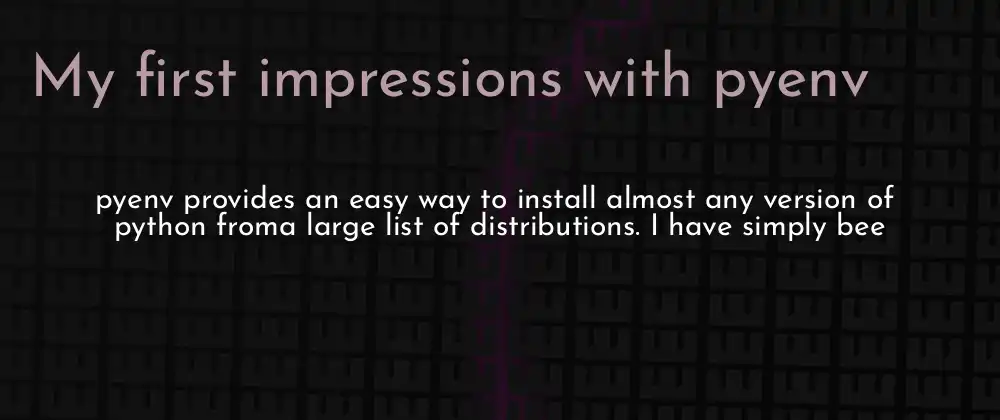 My first impressions with pyenv
pyenv provides an easy way to install almost any version of
python froma large list of distributions. I have simply bee